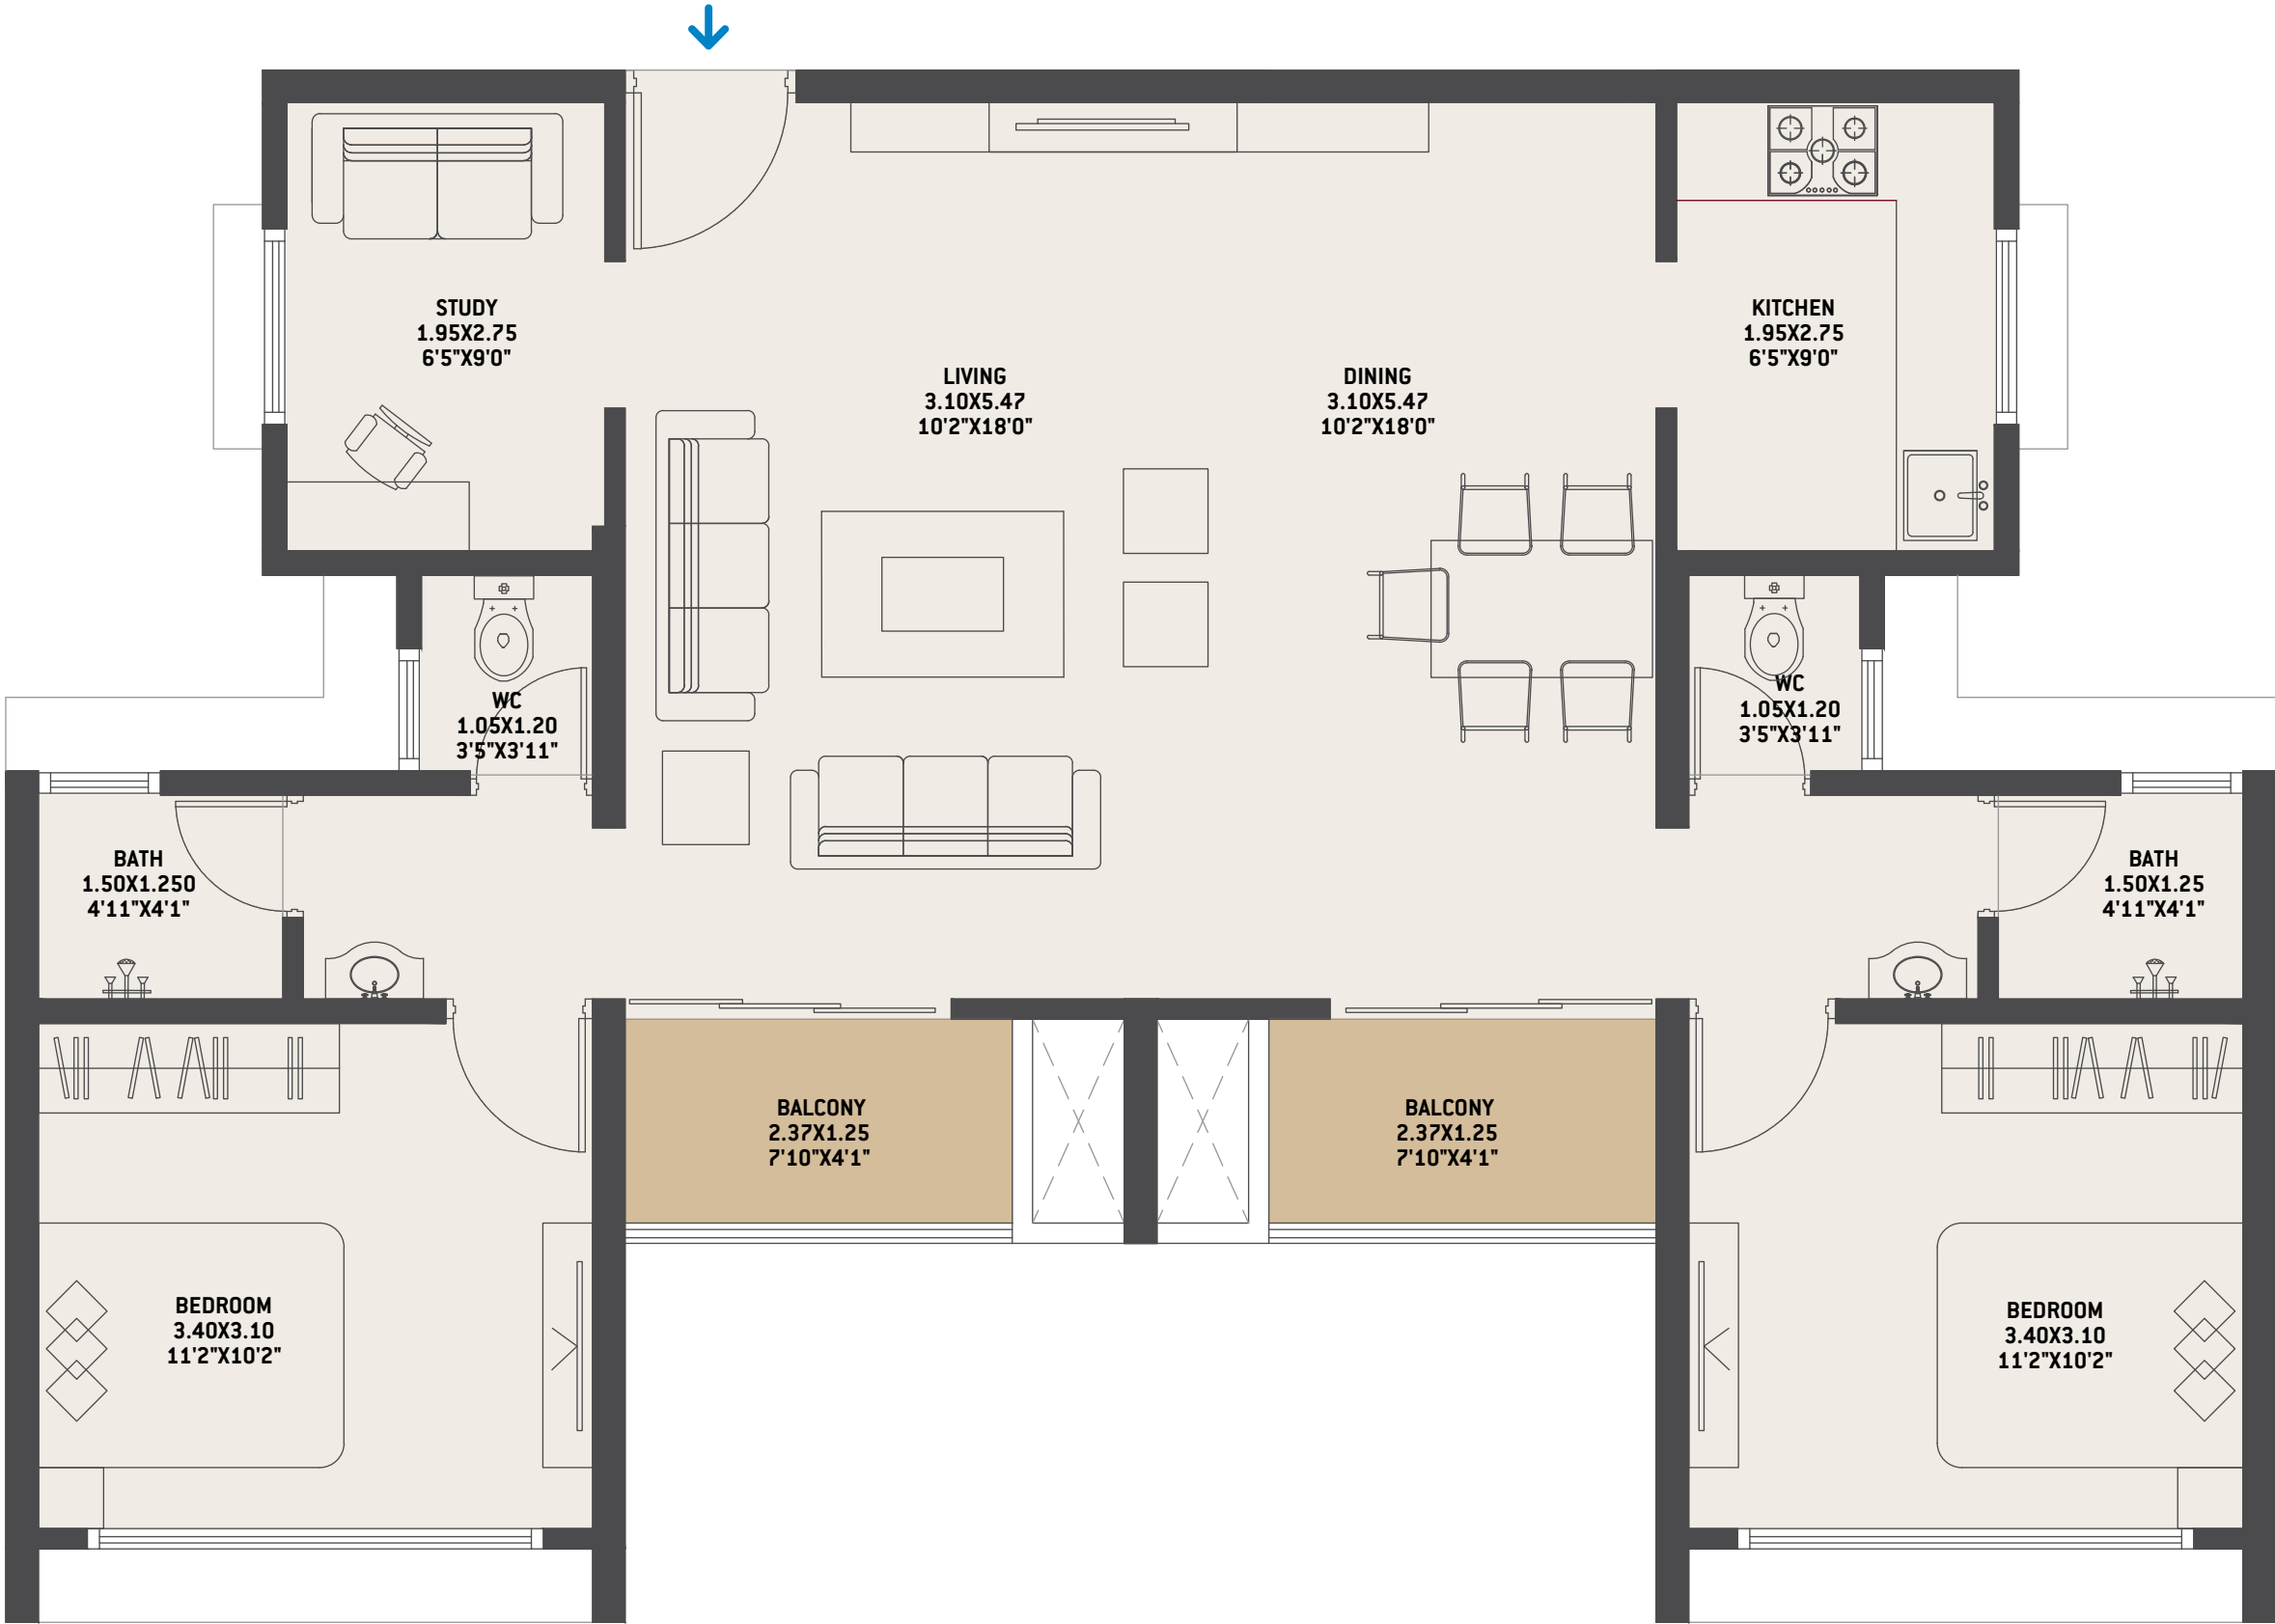 STUDY
1.95X2.75
6'5"X9'0"
KITCHEN
1.95X2.75
6'5"X9'0"
LIVING
3.10X5.47
10'2"X18'0"
DINING
3.10X5.47
10'2"X18'0"
WC
1.05X1.20
3'5"X3'11"
WC
1.05X1.20
3'5"X3'11"
BATH
1.50X1.250
4'11"X4'1"
BATH
1.50X1.25
4'11"X4'1"
BALCONY
2.37X1.25
7'10"X4'1"
BALCONY
2.37X1.25
7'10"X4'1"
BEDROOM
3.40X3.10
11'2"X10'2"
BEDROOM
3.40X3.10
11'2"X10'2"